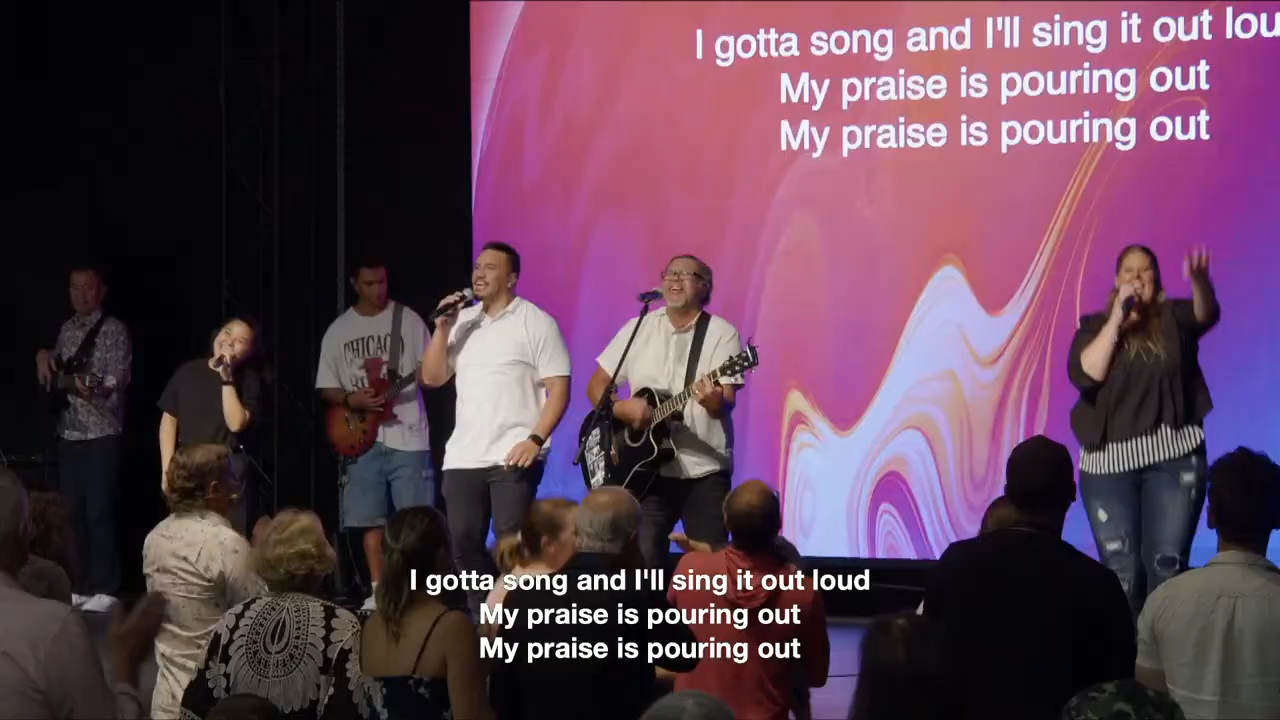 I gotta song and I'll sing it out lou
My praise is pouring out
My praise is pouring out
CHICAGO
I gotta song and I'll sing it out loud
My praise is pouring out
My praise is pouring out